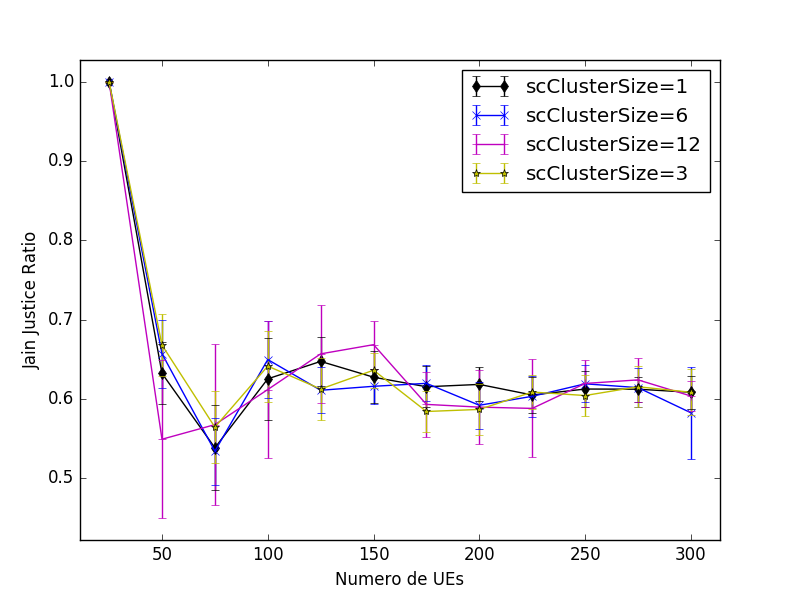 scClusterSize=1
scClusterSize=6
scClusterSize=12
scClusterSize=3
Jain Justice Ratio
1.0
0.9
0.8
0.7
0.6
0.5
50 100 150 200 250 300
Numero de UEs